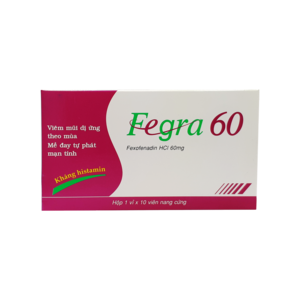 Viêm mũi dị ứng
theo mùa
Mề đay tự phát
mạn tính
Kháng histamin
Fegra 60
Fexofenadin HCl 60mg
Hộp 1 vỉ x 10 viên nang cứng